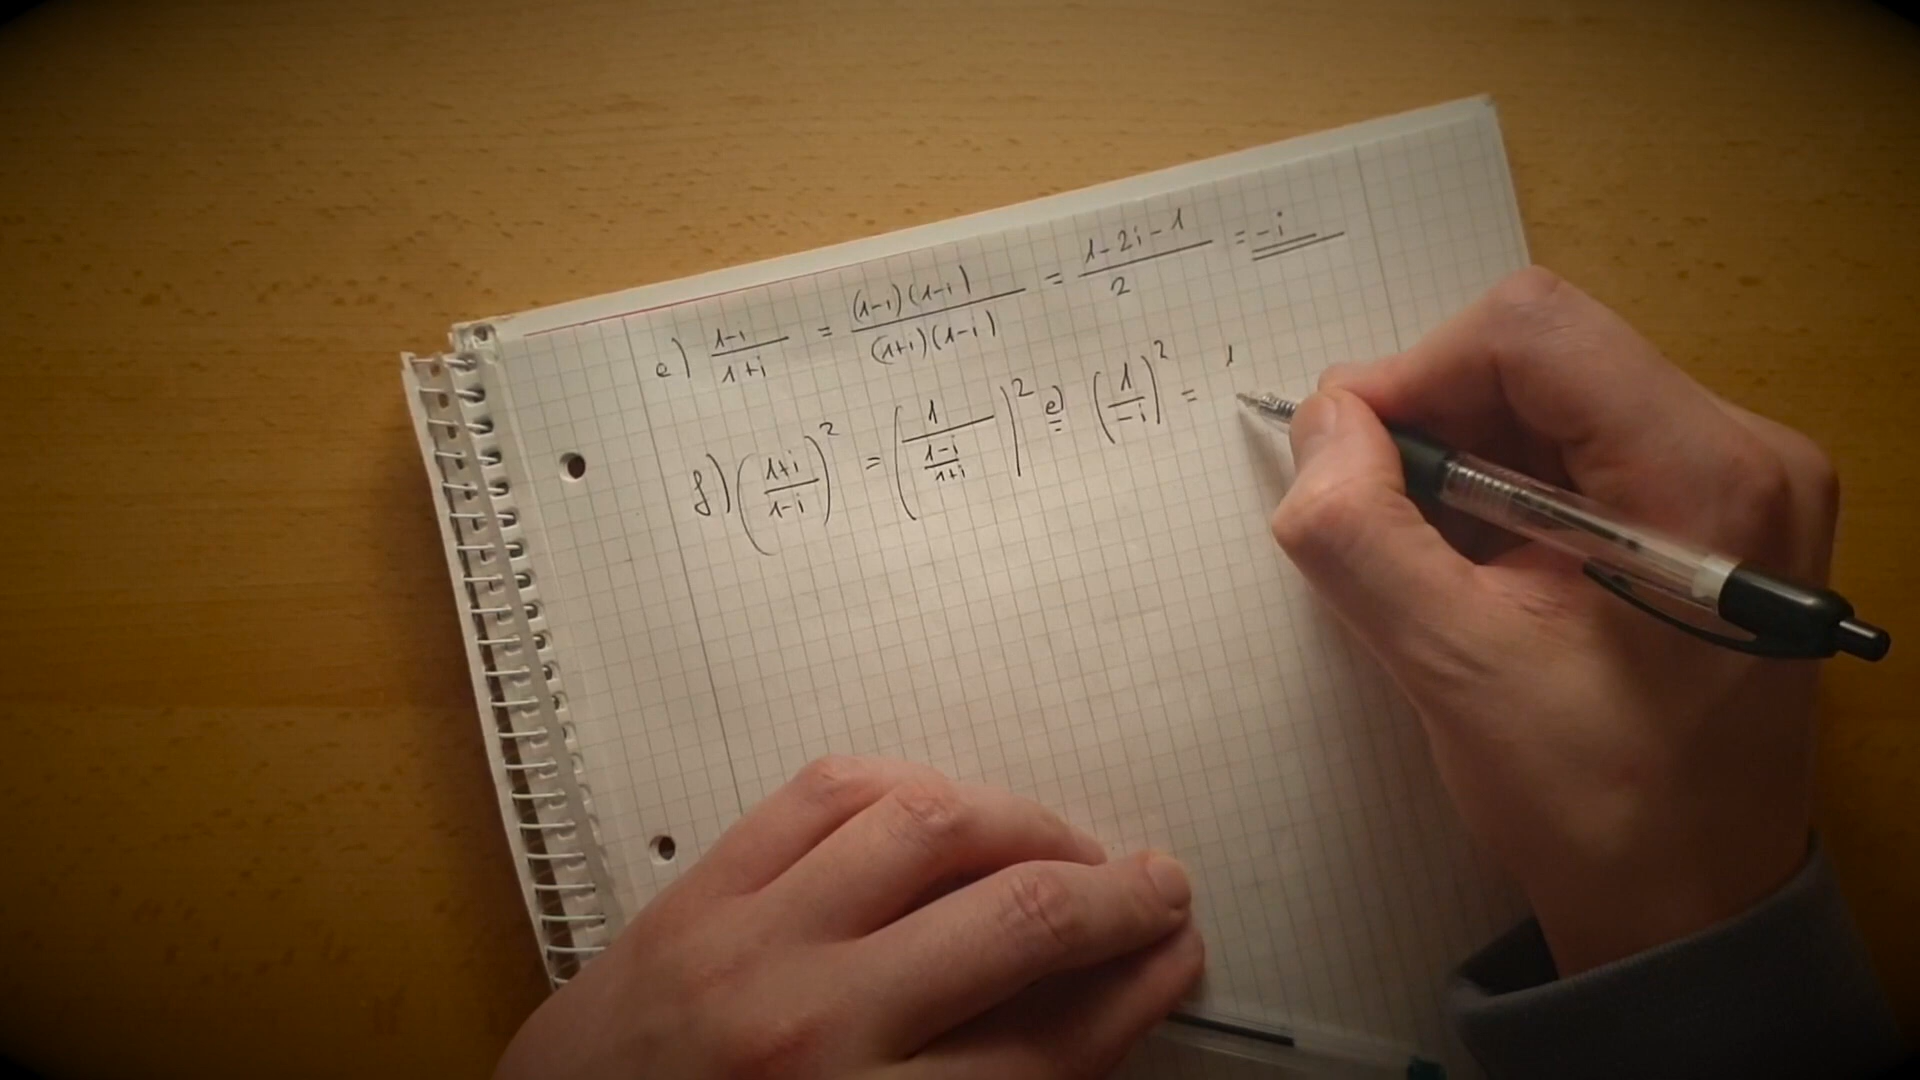 e) (1-i)/(1+i) = ((1-i)(1-i))/((1+i)(1-i)) = (1-2i-1)/2 = -i
f) ((1+i)/(1-i))² = (1/((1-i)/(1+i)))² e) = (1/(-i))² = 1